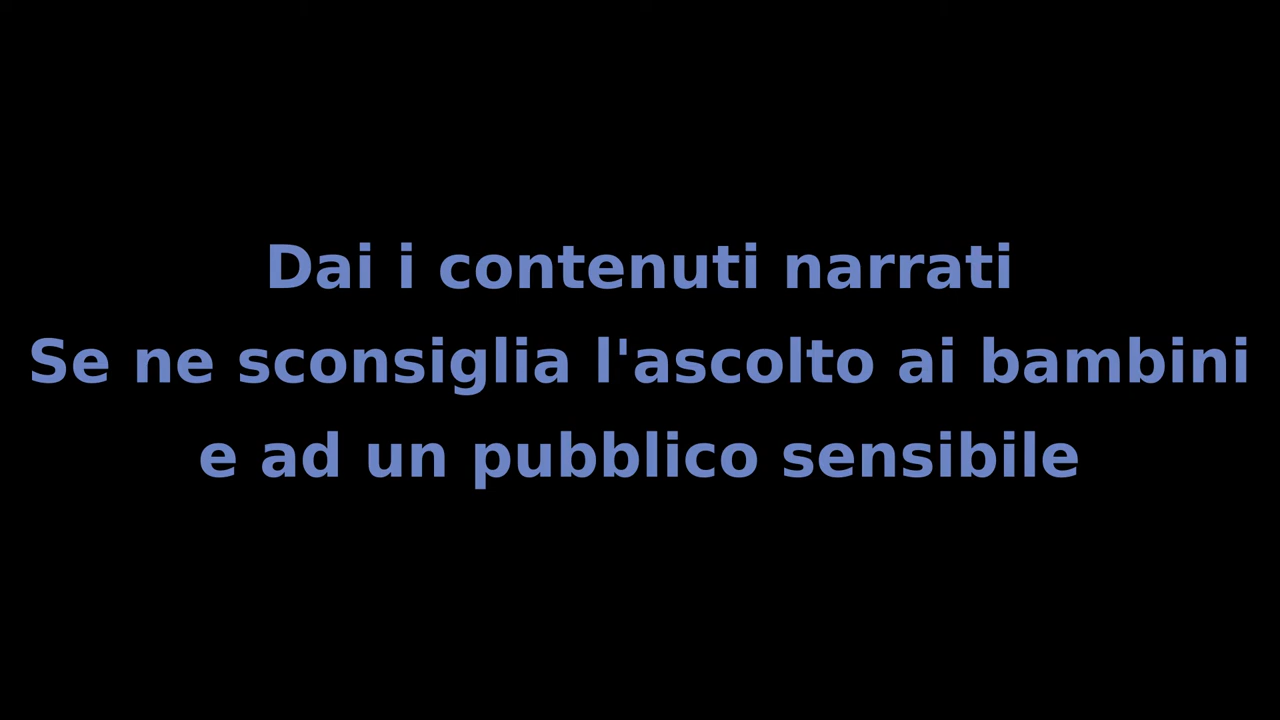 Dai i contenuti narrati
Se ne sconsiglia l'ascolto ai bambini
e ad un pubblico sensibile